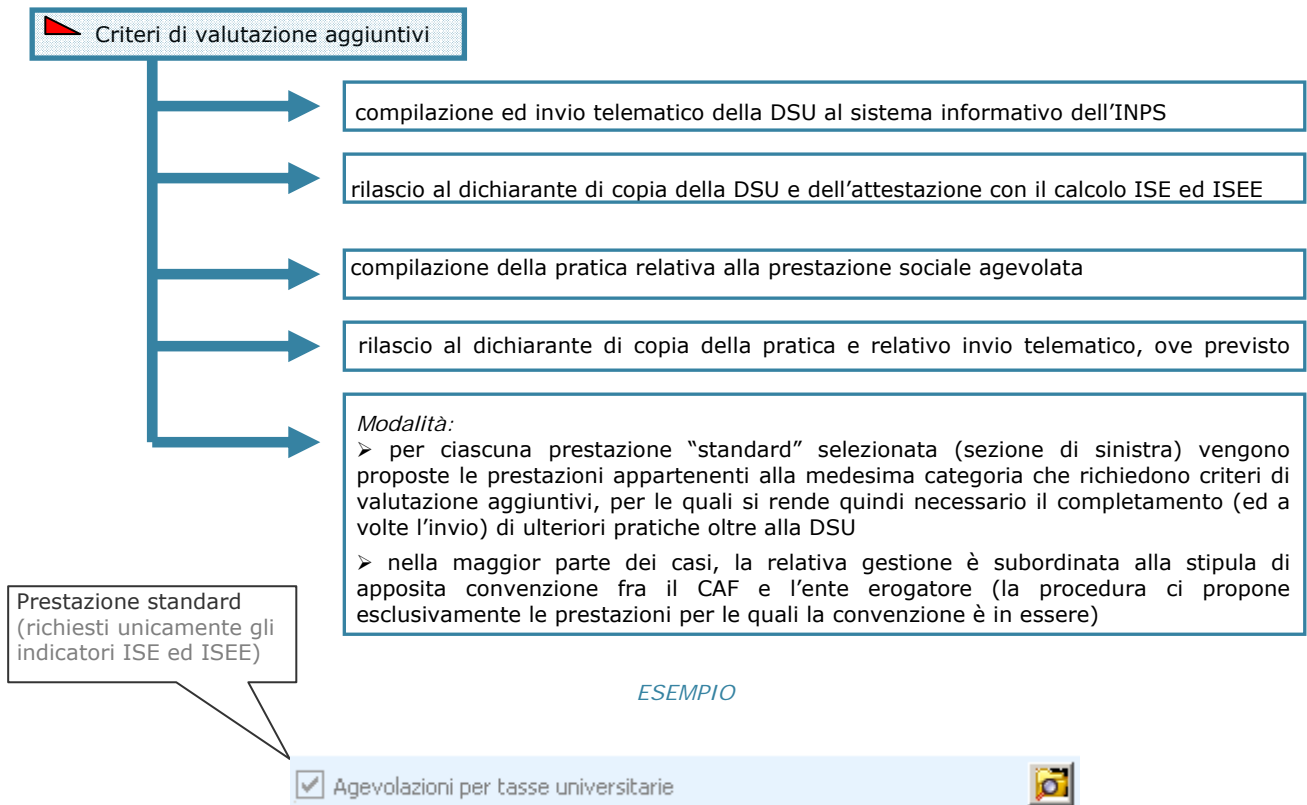 Criteri di valutazione aggiuntivi
compilazione ed invio telematico della DSU al sistema informativo dell’INPS
rilascio al dichiarante di copia della DSU e dell’attestazione con il calcolo ISE ed ISEE
compilazione della pratica relativa alla prestazione sociale agevolata
rilascio al dichiarante di copia della pratica e relativo invio telematico, ove previsto
Modalità:
➢ per ciascuna prestazione “standard” selezionata (sezione di sinistra) vengono
proposte le prestazioni appartenenti alla medesima categoria che richiedono criteri di
valutazione aggiuntivi, per le quali si rende quindi necessario il completamento (ed a
volte l’invio) di ulteriori pratiche oltre alla DSU
➢ nella maggior parte dei casi, la relativa gestione è subordinata alla stipula di
apposita convenzione fra il CAF e l’ente erogatore (la procedura ci propone
esclusivamente le prestazioni per le quali la convenzione è in essere)
Prestazione standard
(richiesti unicamente gli
indicatori ISE ed ISEE)
ESEMPIO
Agevolazioni per tasse universitarie